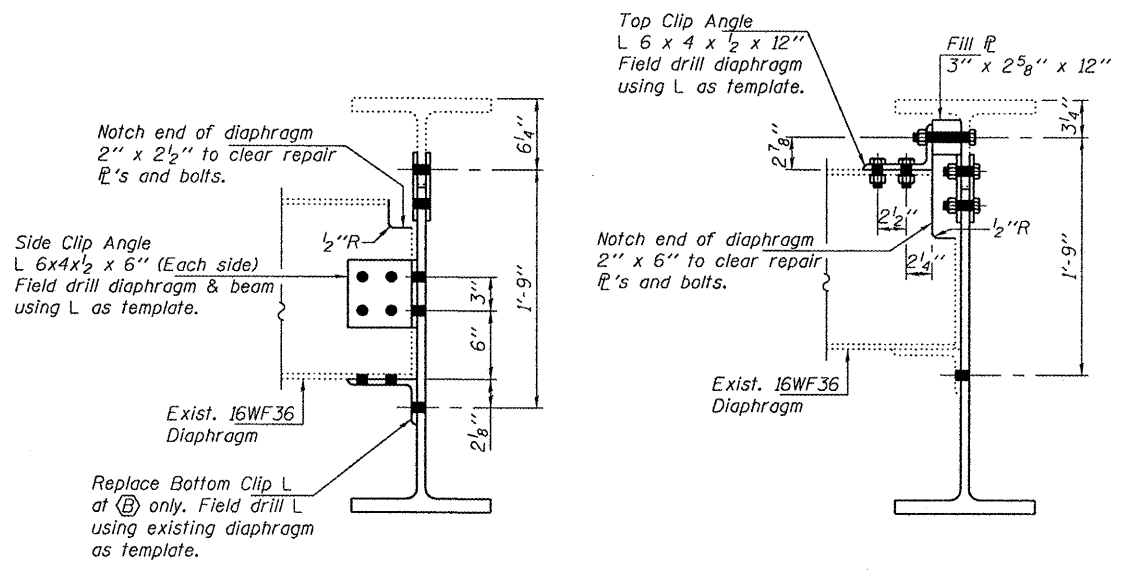 Notch end of diaphragm
2" x 2½" to clear repair
℄'s and bolts.
½"R
Side Clip Angle
L 6x4x½ x 6" (Each side)
Field drill diaphragm & beam
using L as template.
Exist. 16WF36
Diaphragm
Replace Bottom Clip L
at B only. Field drill L
using existing diaphragm
as template.
6¼"
1'-9"
3"
6"
2⅛"
Top Clip Angle
L 6 x 4 x ½ x 12"
Field drill diaphragm
using L as template.
Fill ℄
3" x 2⅝" x 12"
3¼"
2⅞"
2½"
½"R
Notch end of diaphragm
2" x 6" to clear repair
℄'s and bolts.
2¼"
1'-9"
Exist. 16WF36
Diaphragm